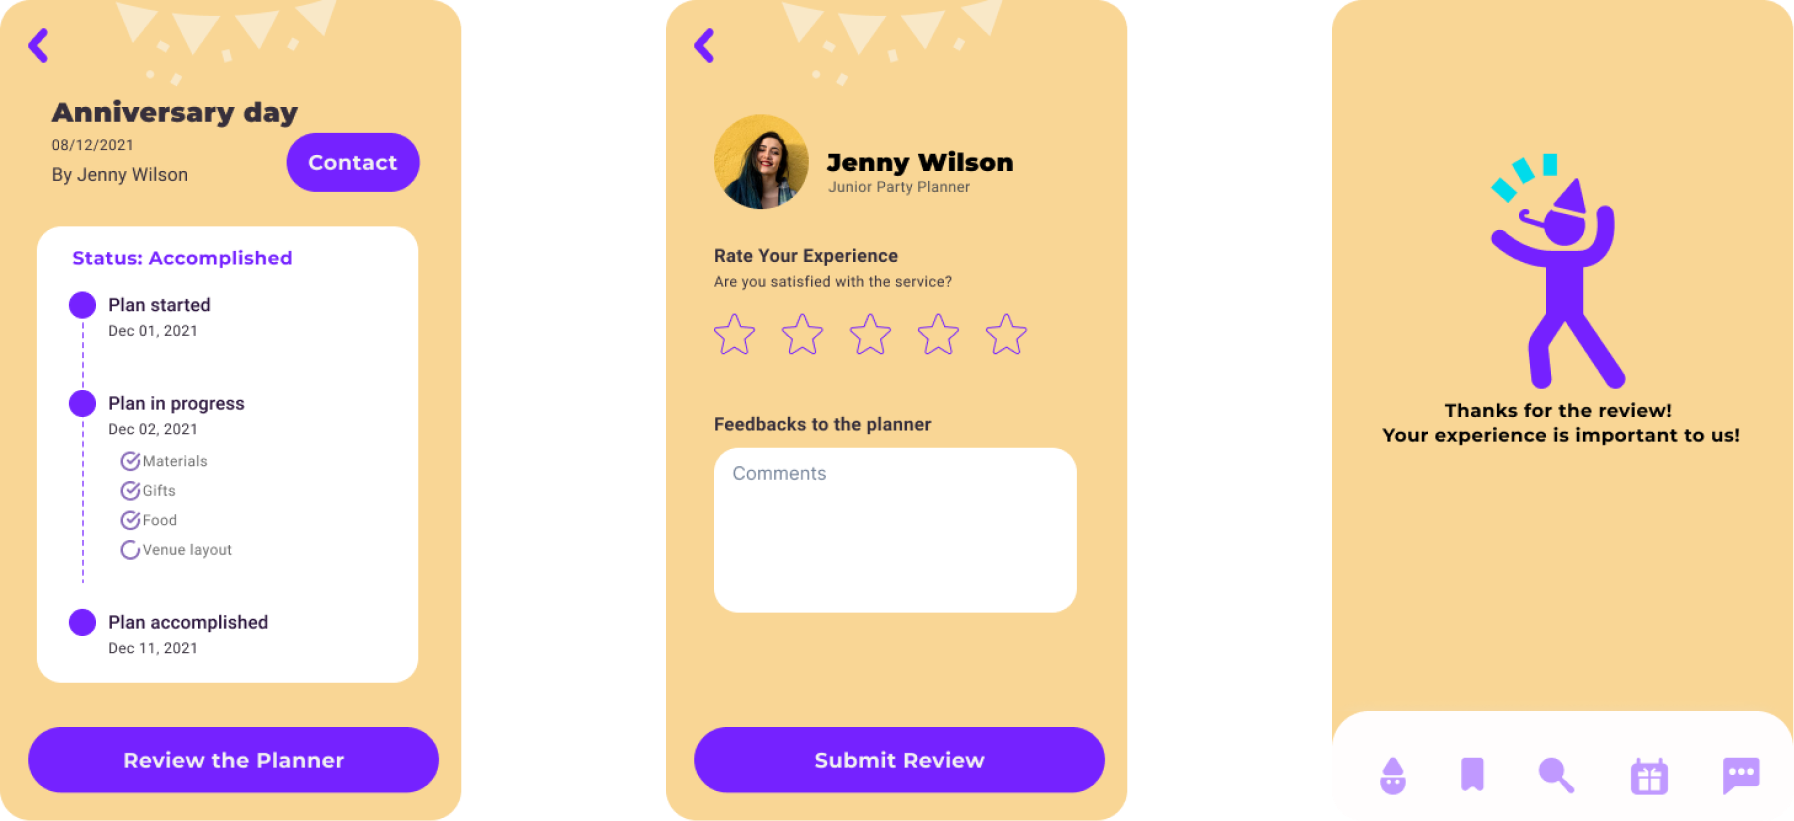 Anniversary day
08/12/2021
By Jenny Wilson
Contact
Status: Accomplished
Plan started
Dec 01, 2021
Plan in progress
Dec 02, 2021
Materials
Gifts
Food
Venue layout
Plan accomplished
Dec 11, 2021
Review the Planner
Jenny Wilson
Junior Party Planner
Rate Your Experience
Are you satisfied with the service?
Feedbacks to the planner
Comments
Submit Review
Thanks for the review!
Your experience is important to us!